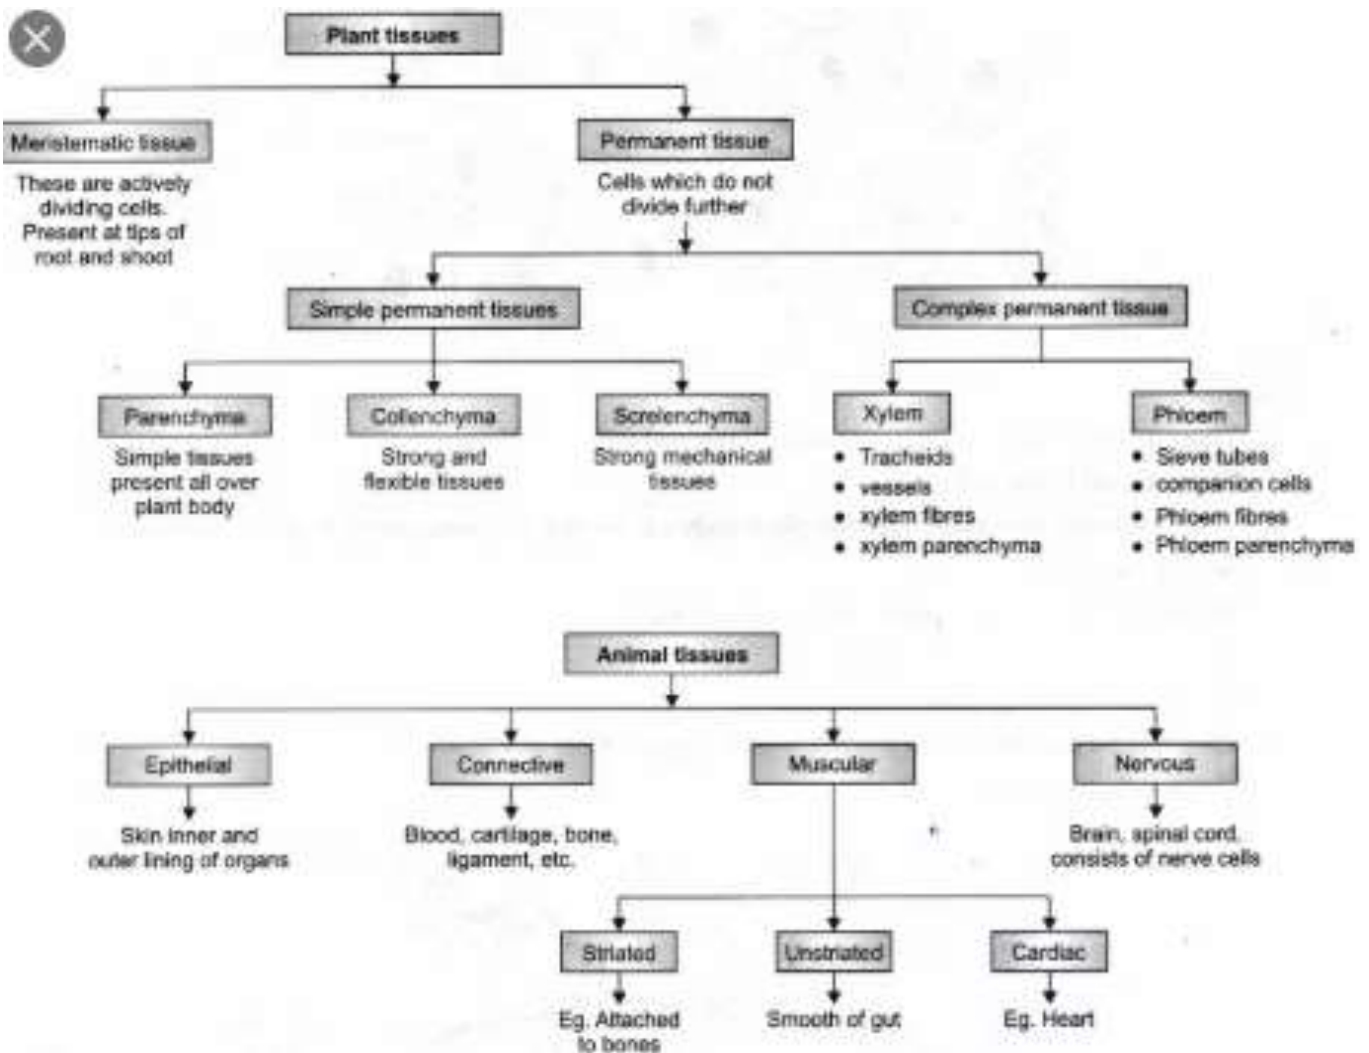 Plant tissues
Meristematic tissue
Permanent tissue
These are actively
dividing cells.
Present at tips of
root and shoot
Cells which do not
divide further
Simple permanent tissues
Complex permanent tissue
Parenchyma
Collenchyma
Screlenchyma
Xylem
Phloem
Simple tissues
present all over
plant body
Strong and
flexible tissues
Strong mechanical
tissues
• Tracheids
• vessels
• xylem fibres
• xylem parenchyma
• Sieve tubes
• companion cells
• Phloem fibres
• Phloem parenchyma
Animal tissues
Epithelial
Connective
Muscular
Nervous
Skin inner and
outer lining of organs
Blood, cartilage, bone,
ligament, etc.
Brain, spinal cord,
consists of nerve cells
Striated
Unstriated
Cardiac
Eg. Attached
to bones
Smooth of gut
Eg. Heart